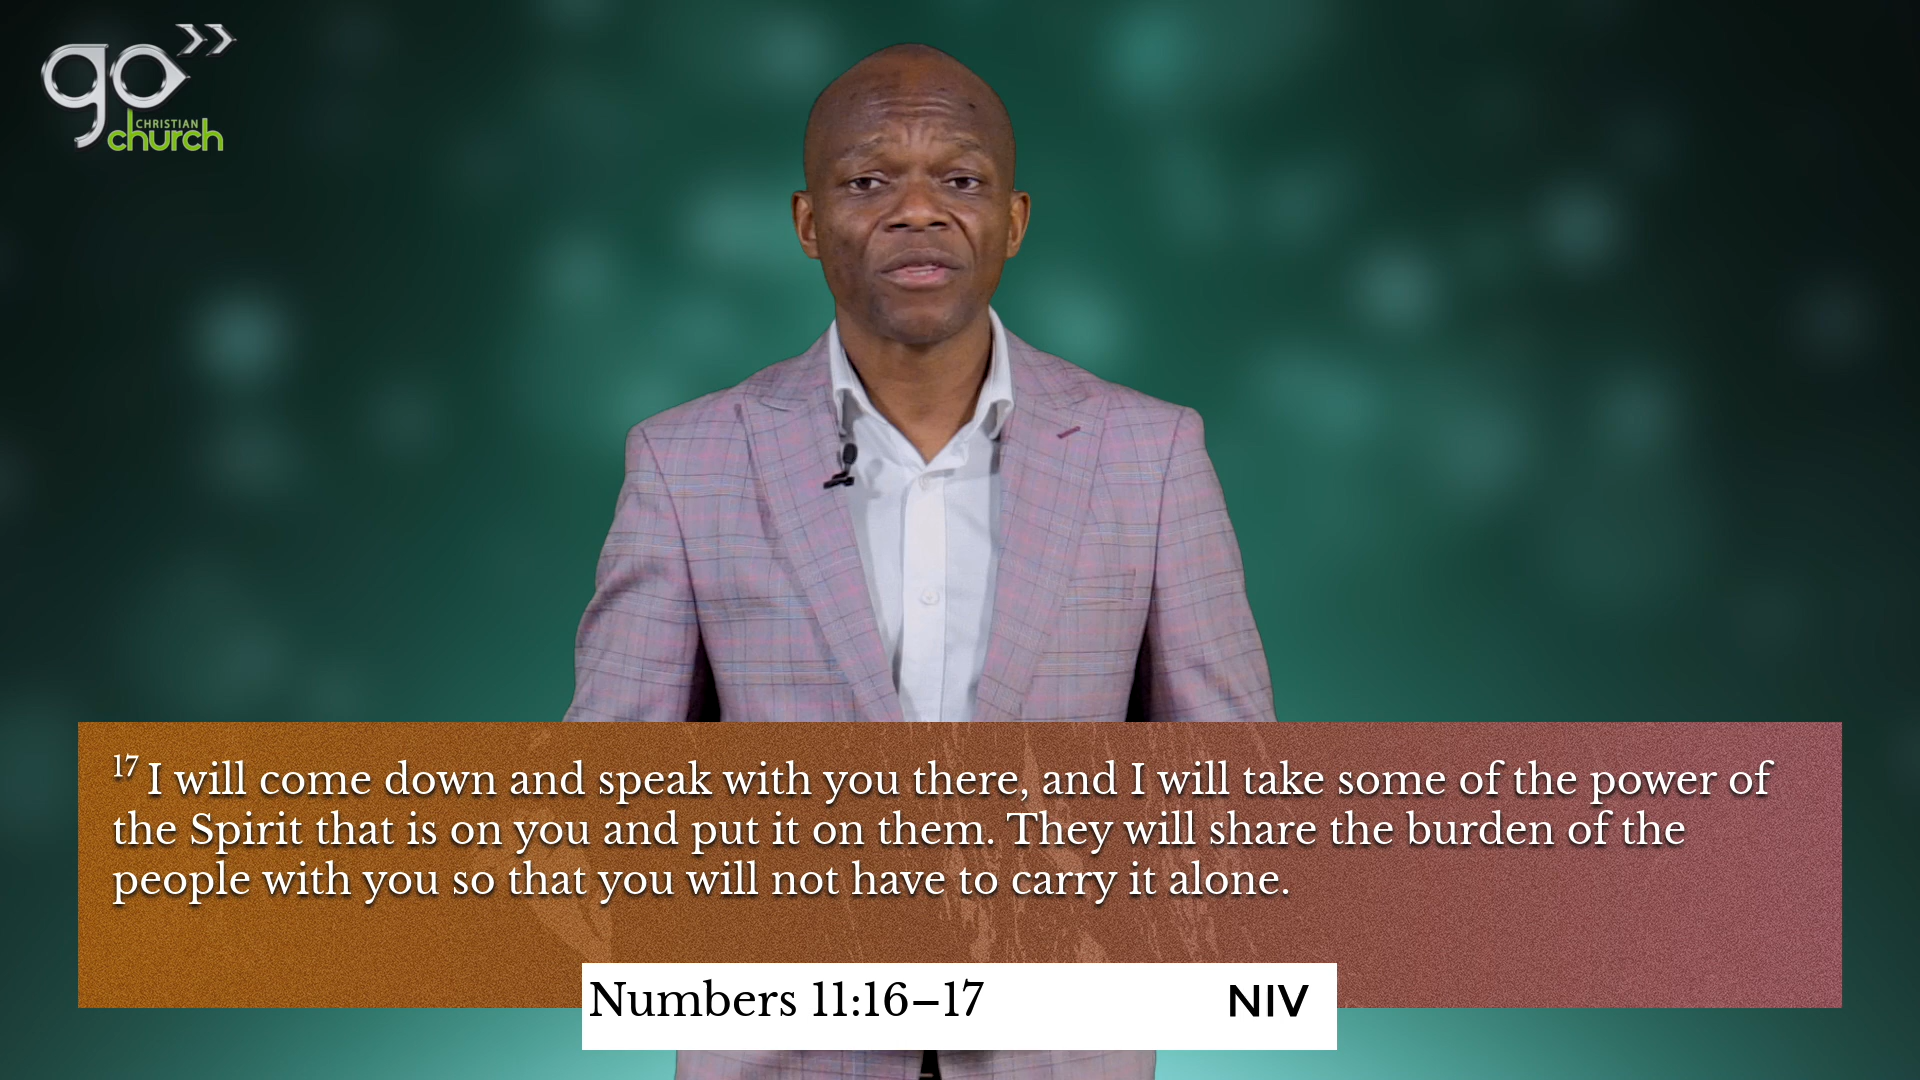 go
CHRISTIAN
church
17 I will come down and speak with you there, and I will take some of the power of
the Spirit that is on you and put it on them. They will share the burden of the
people with you so that you will not have to carry it alone.
Numbers 11:16–17 NIV